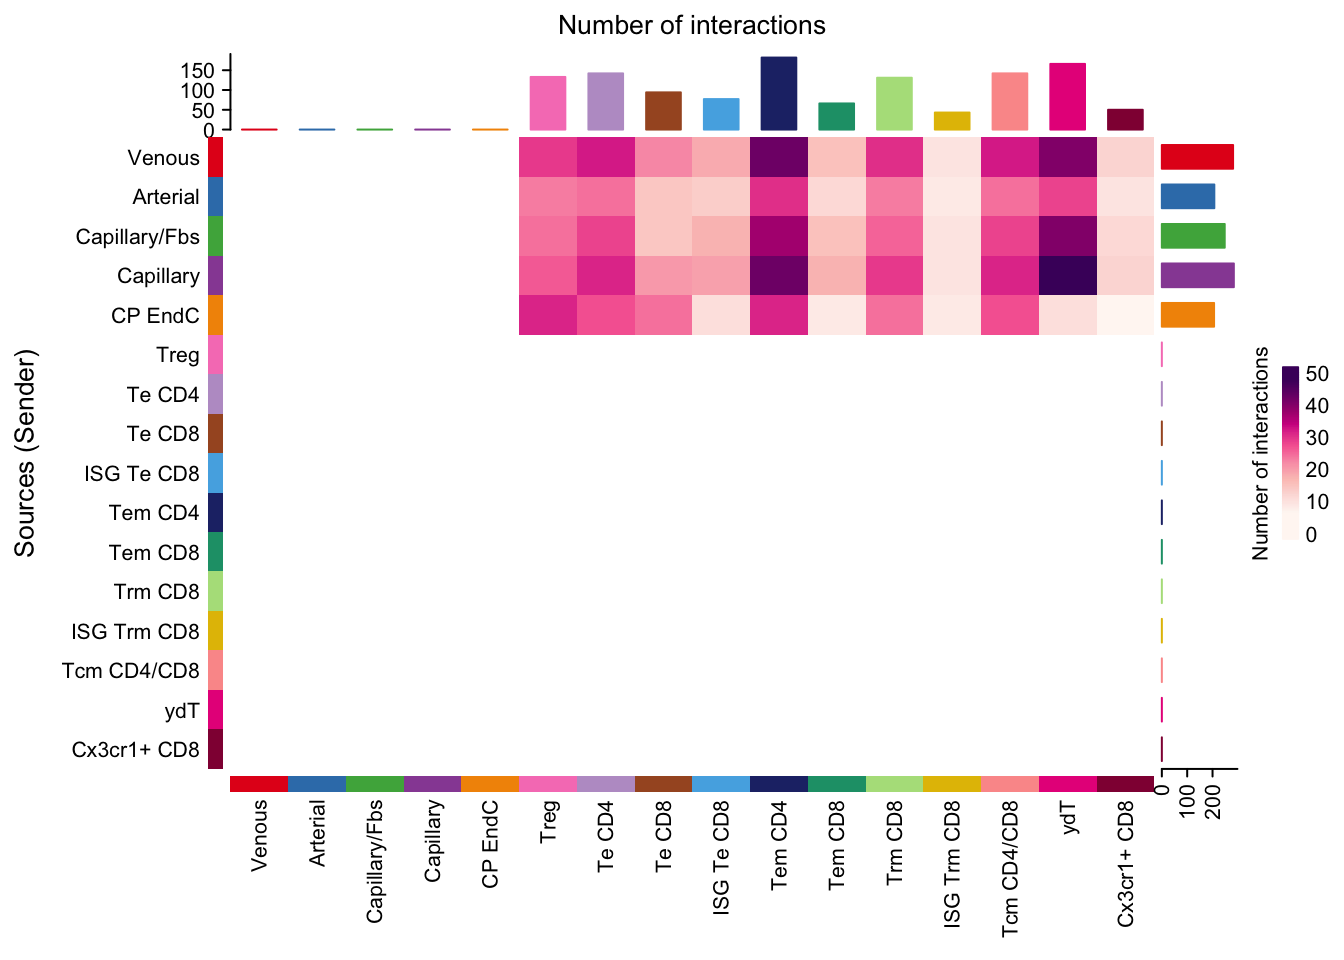 Number of interactions
150
100
50
0
Venous
Arterial
Capillary/Fbs
Capillary
CP EndC
Treg
Te CD4
Te CD8
ISG Te CD8
Tem CD4
Tem CD8
Trm CD8
ISG Trm CD8
Tcm CD4/CD8
ydT
Cx3cr1+ CD8
Sources (Sender)
Venous
Arterial
Capillary/Fbs
Capillary
CP EndC
Treg
Te CD4
Te CD8
ISG Te CD8
Tem CD4
Tem CD8
Trm CD8
ISG Trm CD8
Tcm CD4/CD8
ydT
Cx3cr1+ CD8
0
100
200
Number of interactions
50
40
30
20
10
0